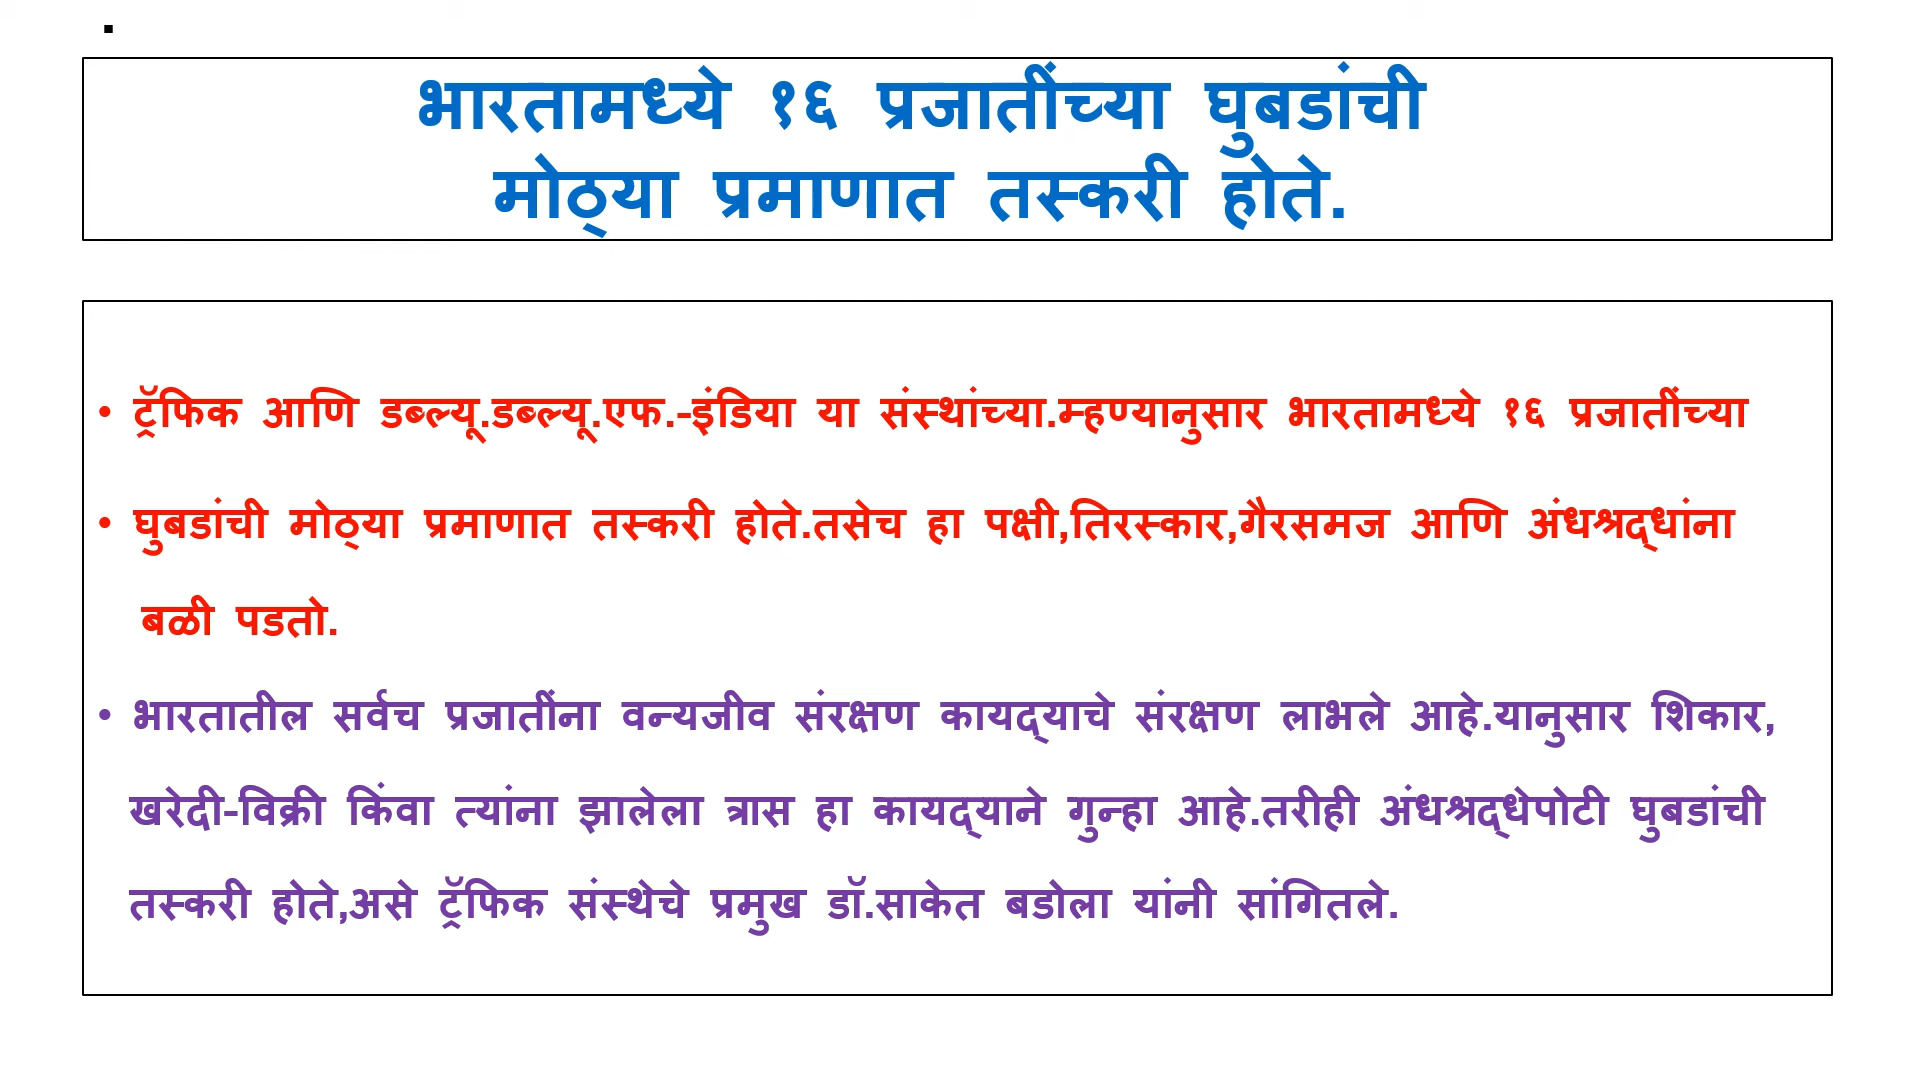 भारतामध्ये १६ प्रजातींच्या घुबडांची
मोठ्या प्रमाणात तस्करी होते.
• ट्रॅफिक आणि डब्ल्यू.डब्ल्यू.एफ.-इंडिया या संस्थांच्या.म्हण्यानुसार भारतामध्ये १६ प्रजातींच्या
• घुबडांची मोठ्या प्रमाणात तस्करी होते.तसेच हा पक्षी,तिरस्कार,गैरसमज आणि अंधश्रद्धांना
बळी पडतो.
• भारतातील सर्वच प्रजातींना वन्यजीव संरक्षण कायद्याचे संरक्षण लाभले आहे.यानुसार शिकार,
खरेदी-विक्री किंवा त्यांना झालेला त्रास हा कायद्याने गुन्हा आहे.तरीही अंधश्रद्धेपोटी घुबडांची
तस्करी होते,असे ट्रॅफिक संस्थेचे प्रमुख डॉ.साकेत बडोला यांनी सांगितले.